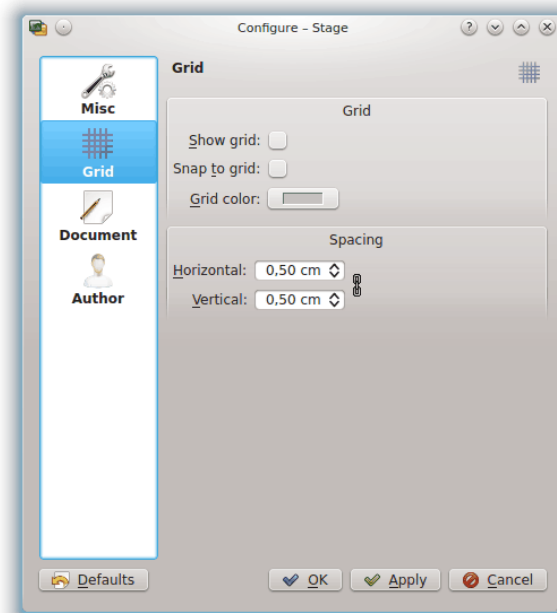 Configure – Stage
Misc
Grid
Document
Author
Grid
Grid
Show grid:
Snap to grid:
Grid color:
Spacing
Horizontal: 0,50 cm
Vertical: 0,50 cm
Defaults
OK
Apply
Cancel